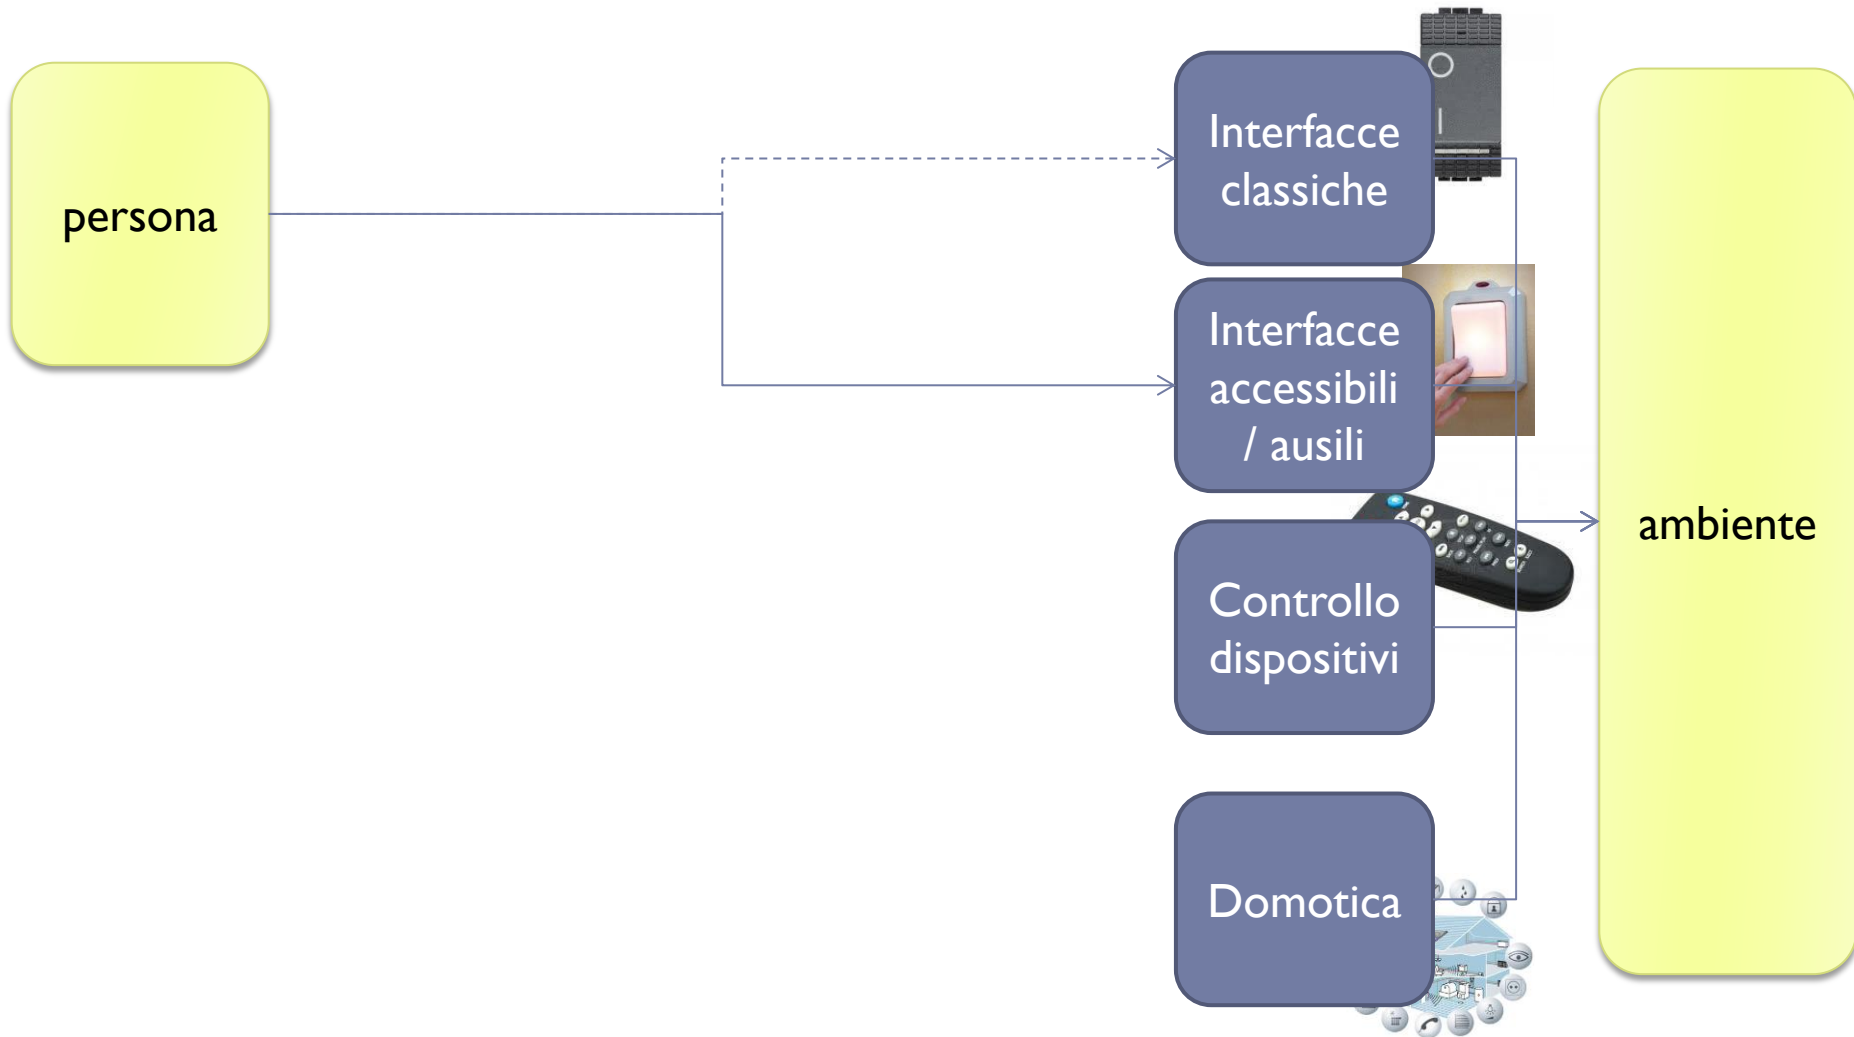 persona
Interfacce
classiche
Interfacce
accessibili
/ ausili
Controllo
dispositivi
Domotica
ambiente